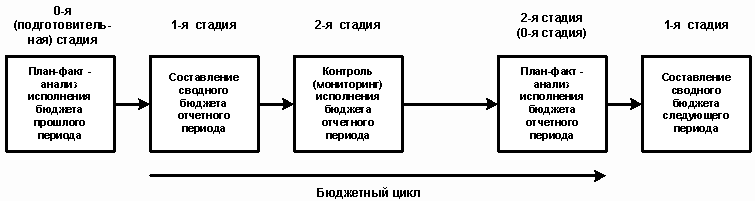 0-я
(подготовитель-
ная) стадия
1-я стадия
2-я стадия
2-я стадия
(0-я стадия)
1-я стадия
План-факт -
анализ
исполнения
бюджета
прошлого
периода
Составление
сводного
бюджета
отчетного
периода
Контроль
(мониторинг)
исполнения
бюджета
отчетного
периода
План-факт -
анализ
исполнения
бюджета
отчетного
периода
Составление
сводного
бюджета
следующего
периода
Бюджетный цикл